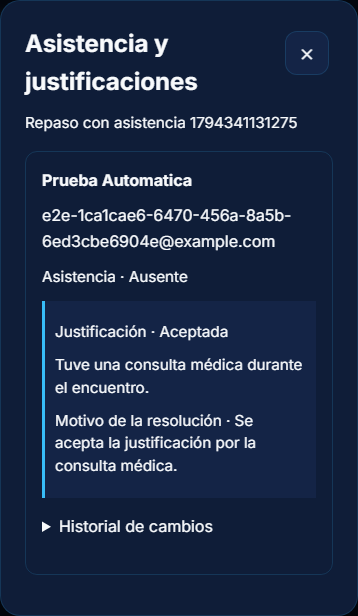 Asistencia y
justificaciones
Repaso con asistencia 1794341131275
Prueba Automatica
e2e-1ca1cae6-6470-456a-8a5b-
6ed3cbe6904e@example.com
Asistencia · Ausente
Justificación · Aceptada
Tuve una consulta médica durante
el encuentro.
Motivo de la resolución · Se
acepta la justificación por la
consulta médica.
Historial de cambios